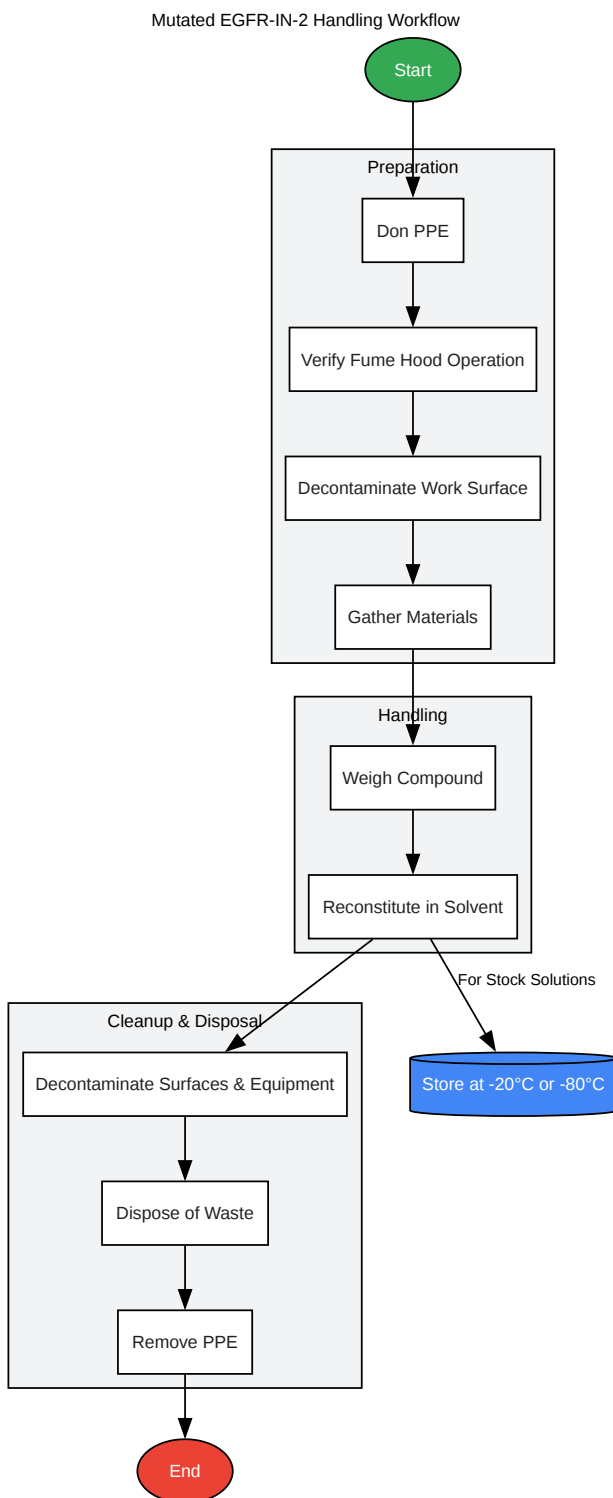 Mutated EGFR-IN-2 Handling Workflow
Start
Preparation
Don PPE
Verify Fume Hood Operation
Decontaminate Work Surface
Gather Materials
Handling
Weigh Compound
Reconstitute in Solvent
For Stock Solutions
Cleanup & Disposal
Decontaminate Surfaces & Equipment
Store at -20°C or -80°C
Dispose of Waste
Remove PPE
End